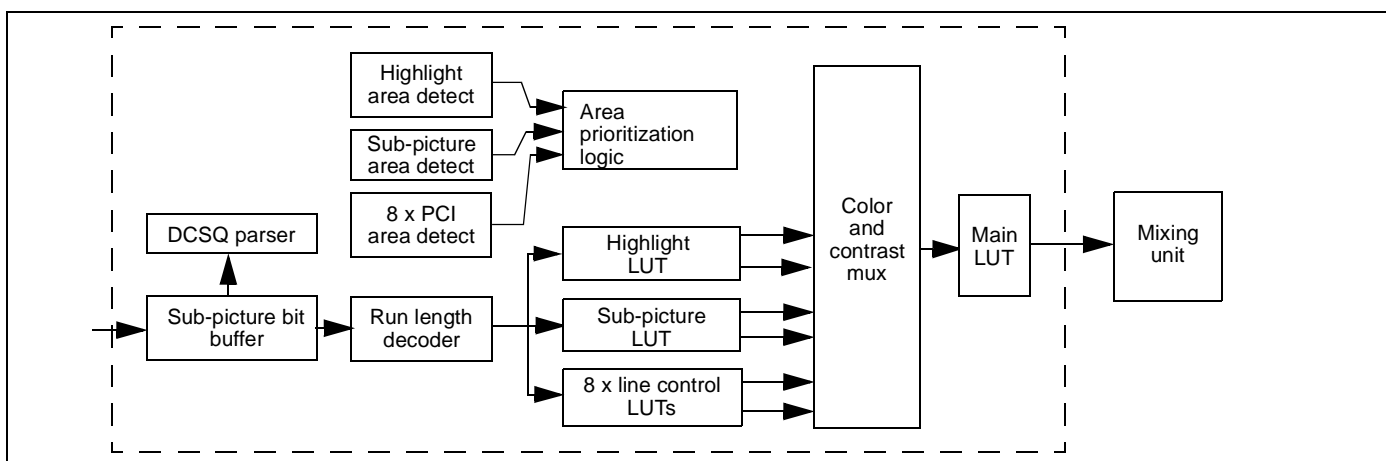 Highlight
area detect
Sub-picture
area detect
8 x PCI
area detect
Area
prioritization
logic
DCSQ parser
Sub-picture bit
buffer
Run length
decoder
Highlight
LUT
Sub-picture
LUT
8 x line control
LUTs
Color
and
contrast
mux
Main
LUT
Mixing
unit